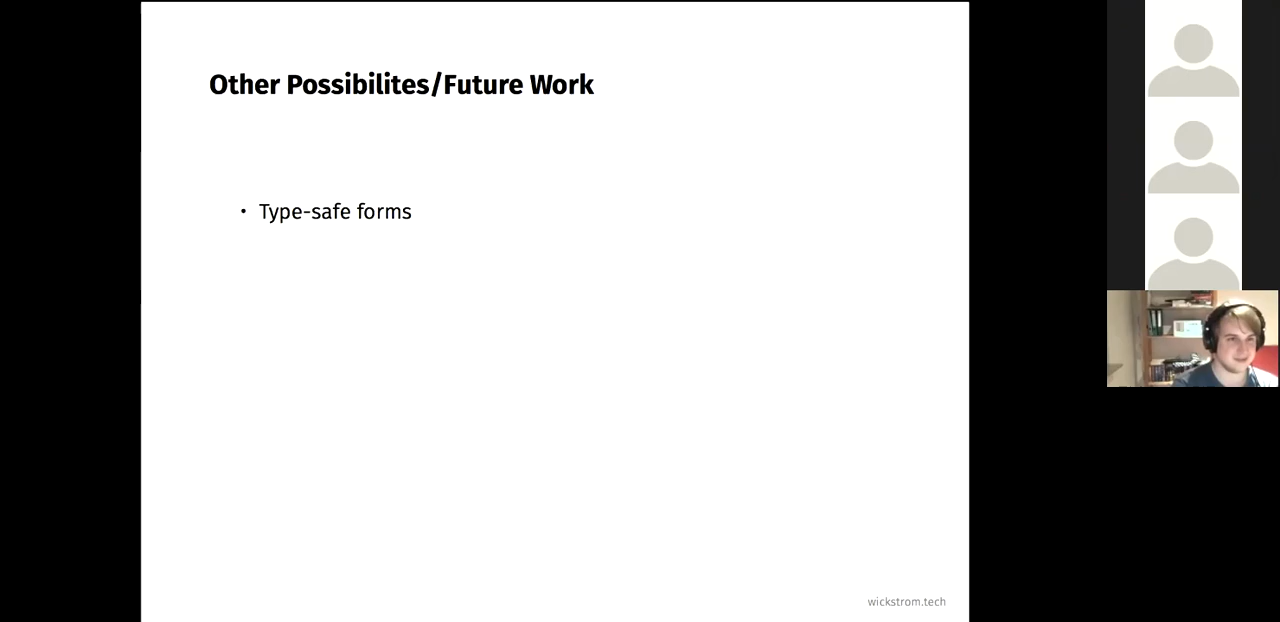 Other Possibilites/Future Work
• Type-safe forms
wickstrom.tech